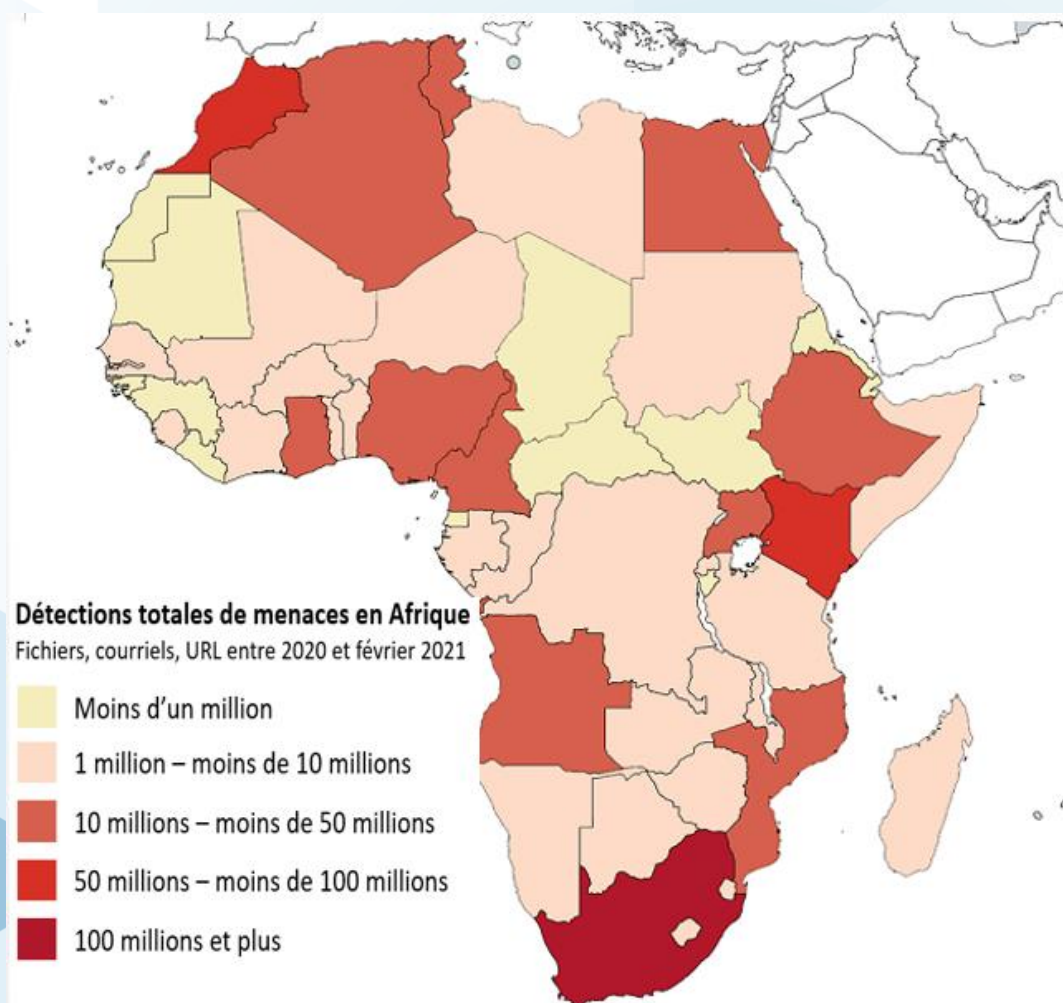 Détections totales de menaces en Afrique
Fichiers, courriels, URL entre 2020 et février 2021
Moins d’un million
1 million – moins de 10 millions
10 millions – moins de 50 millions
50 millions – moins de 100 millions
100 millions et plus